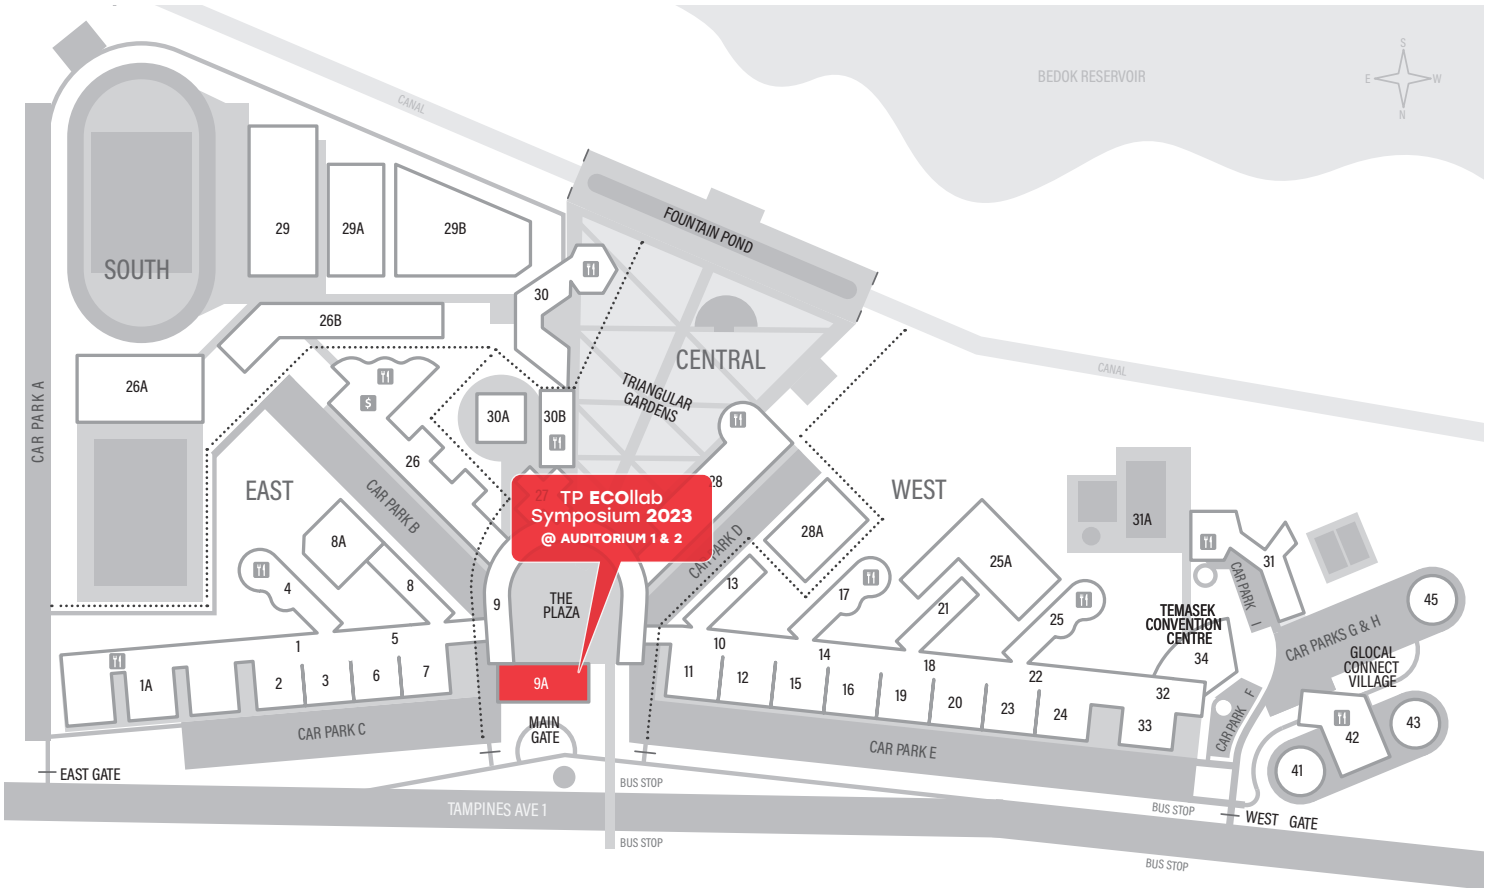 BEDOK RESERVOIR
S
E
W
N
CANAL
FOUNTAIN POND
29
29A
29B
SOUTH
30
26B
CENTRAL
CANAL
26A
TRIANGULAR
GARDENS
CAR PARK A
30A
30B
$
26
28
EAST
WEST
27
TP ECOllab
Symposium 2023
@ AUDITORIUM 1 & 2
CAR PARK B
CAR PARK D
28A
31A
8A
25A
31
4
8
9
THE
PLAZA
13
17
21
25
CAR PARK I
45
TEMASEK
CONVENTION
CENTRE
34
CAR PARKS G & H
GLOCAL
CONNECT
VILLAGE
1
5
10
14
18
22
1A
2
3
6
7
9A
11
12
15
16
19
20
23
24
32
33
CAR PARK F
42
43
41
CAR PARK C
MAIN
GATE
CAR PARK E
EAST GATE
BUS STOP
TAMPINES AVE 1
BUS STOP
WEST GATE
BUS STOP
BUS STOP